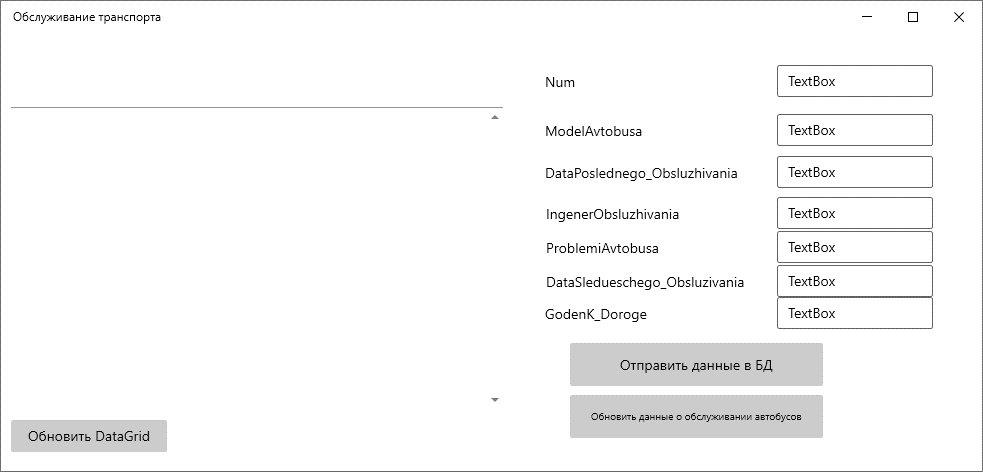 Обслуживание транспорта
Num
TextBox
ModelAvtobusa
TextBox
DataPoslednego_Obsluzhivania
TextBox
IngenerObsluzhivania
TextBox
ProblemiAvtobusa
TextBox
DataSledueschego_Obsluzivania
TextBox
GodenK_Doroge
TextBox
Отправить данные в БД
Обновить данные о обслуживании автобусов
Обновить DataGrid